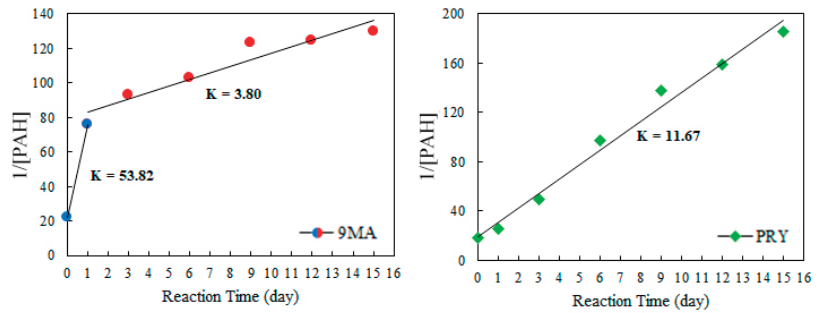 140
120
100
80
60
40
20
0
1/[PAH]
K = 3.80
K = 53.82
9MA
0 1 2 3 4 5 6 7 8 9 10 11 12 13 14 15 16
Reaction Time (day)
200
160
120
80
40
0
1/[PAH]
K = 11.67
PRY
0 1 2 3 4 5 6 7 8 9 10 11 12 13 14 15 16
Reaction Time (day)